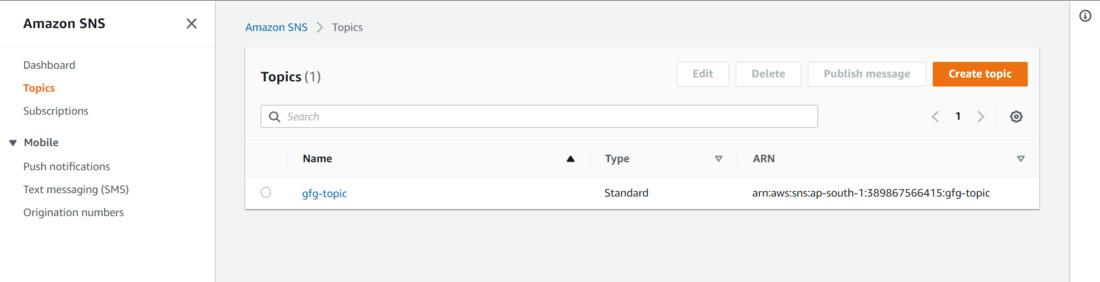 Amazon SNS
Amazon SNS > Topics
Dashboard
Topics
Subscriptions
Mobile
Push notifications
Text messaging (SMS)
Origination numbers
Topics (1)
Edit Delete Publish message Create topic
Search
1
Name Type ARN
gfg-topic Standard arn:aws:sns:ap-south-1:389867566415:gfg-topic